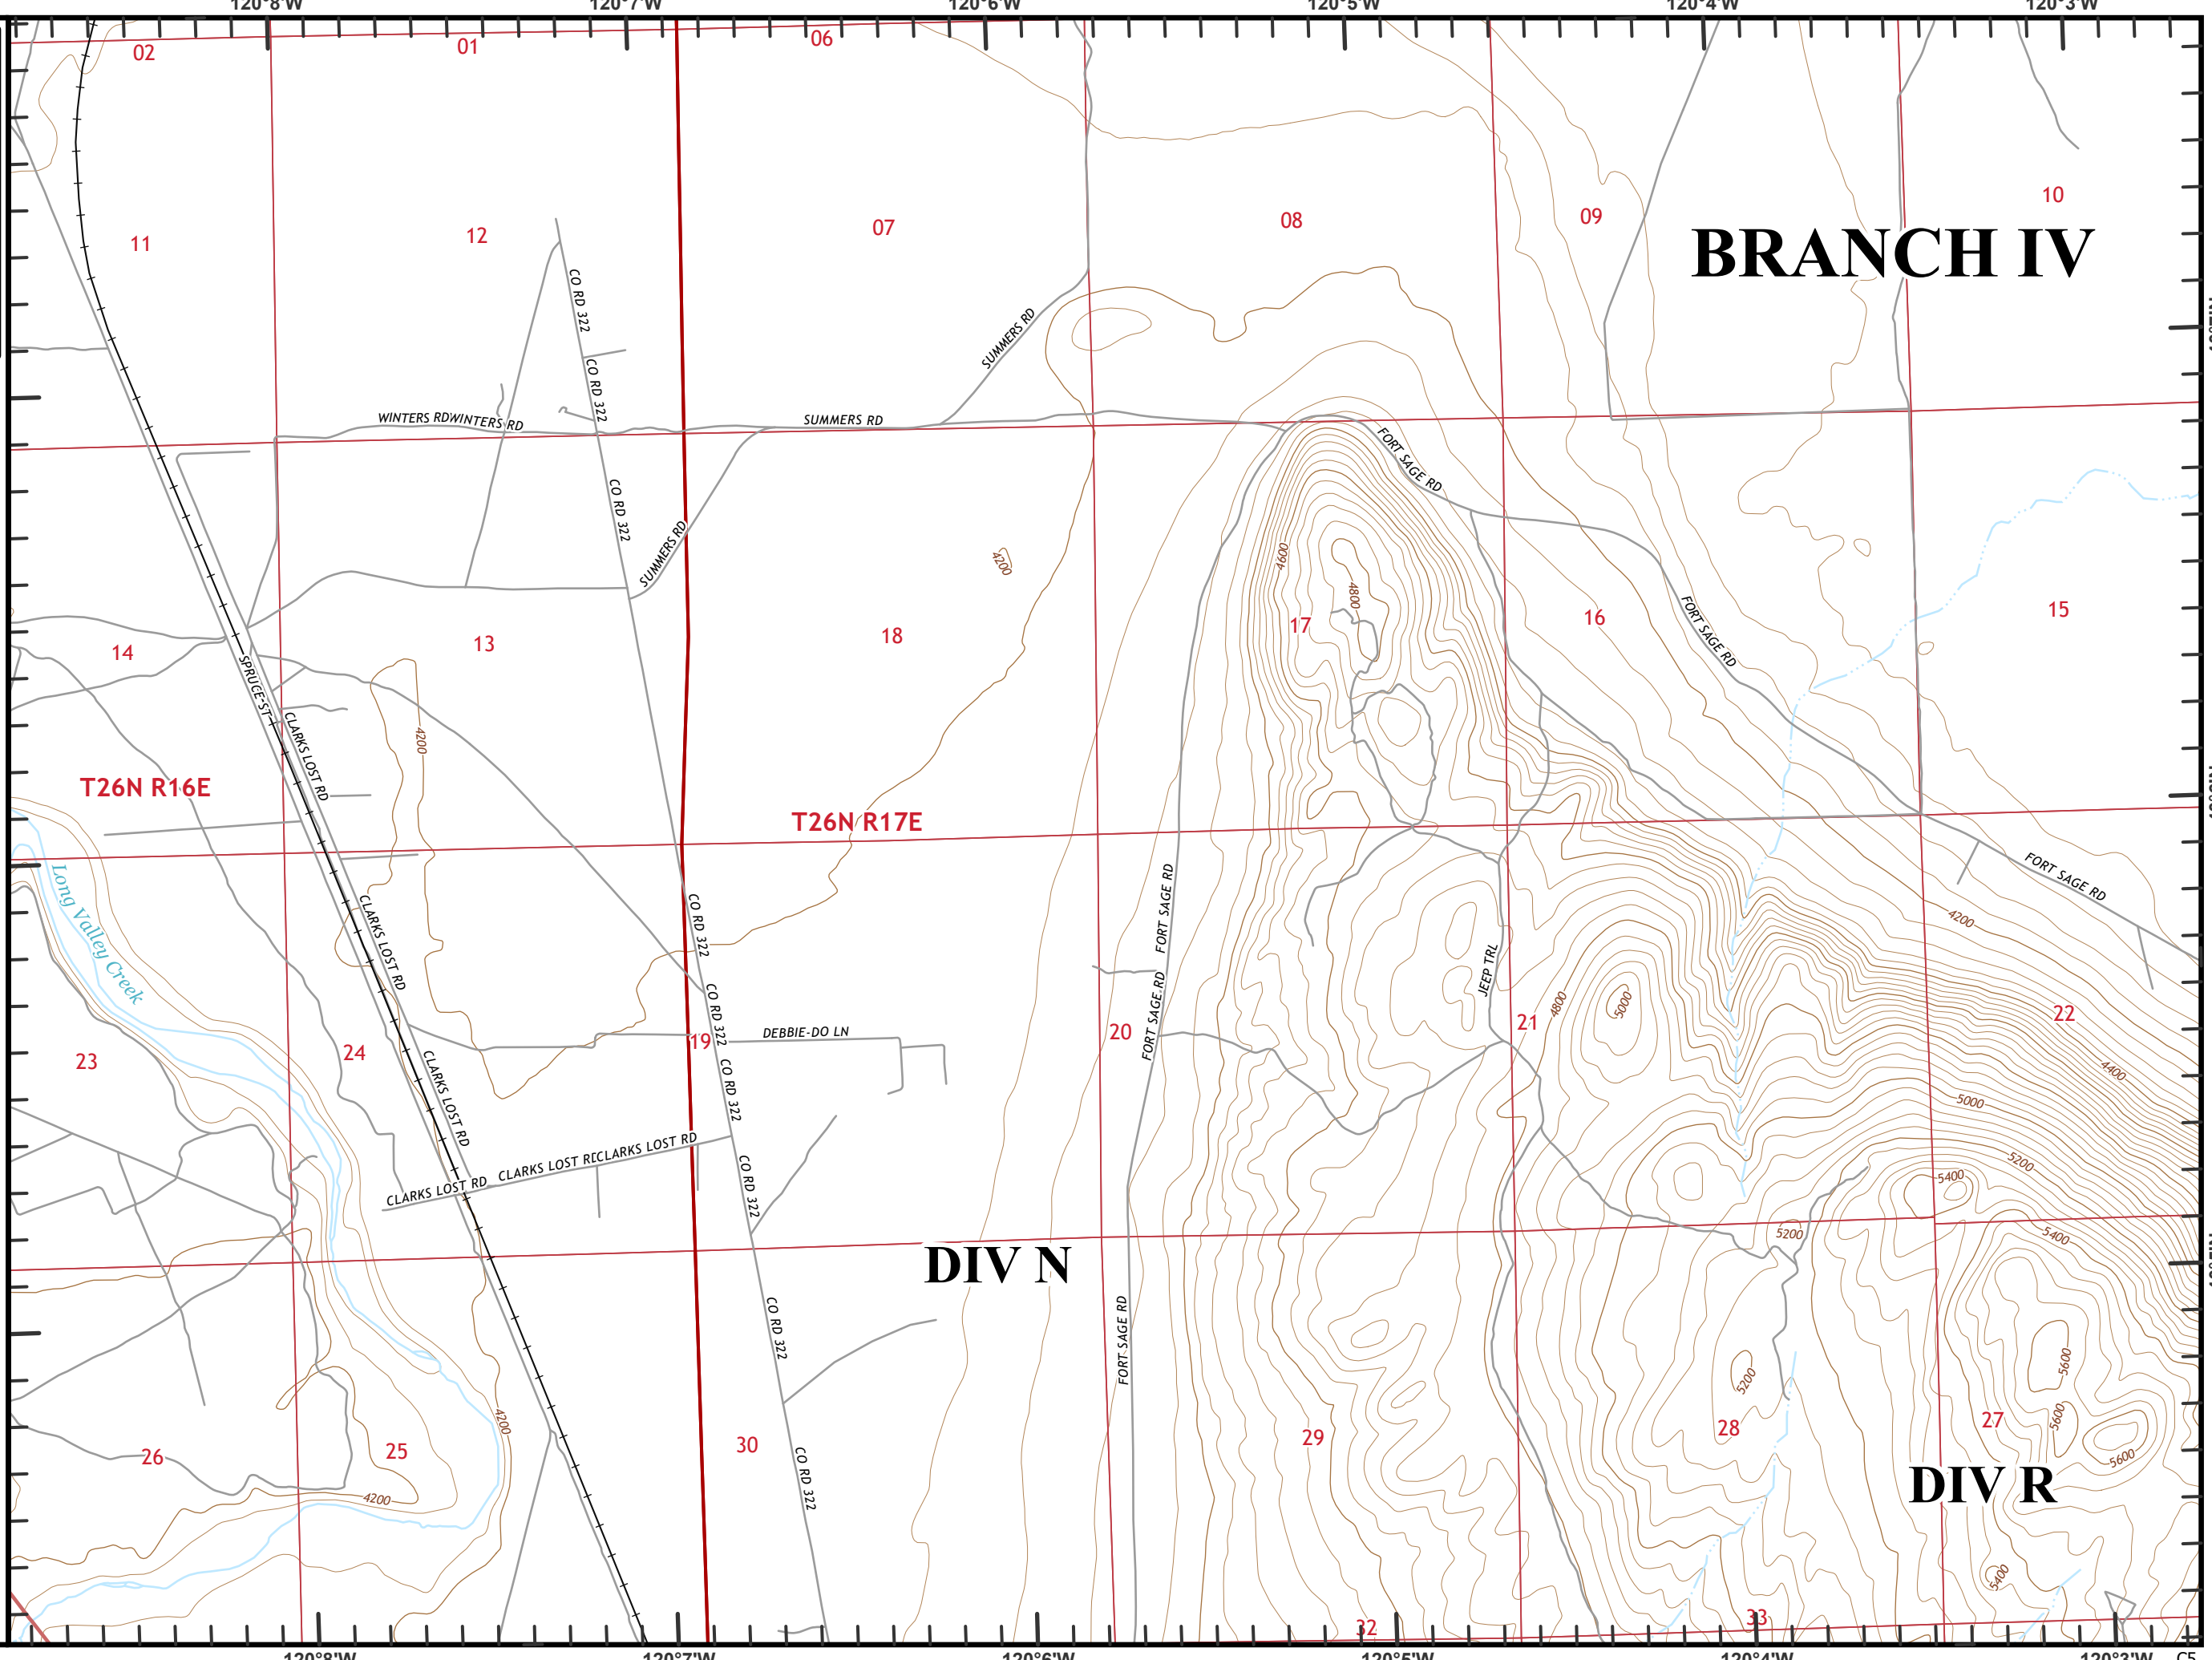 120°8'W 120°7'W 120°6'W 120°5'W 120°4'W 120°3'W
02 01 06
11 12 07 08 09 10
BRANCH IV
CO RD 322
SUMMERS RD
CO RD 322
WINTERS RD WINTERS RD SUMMERS RD
FORT SAGE RD
CO RD 322
SUMMERS RD
4200
4600
4800
FORT SAGE RD
14 13 18 17 16 15
SPRUCE ST
CLARKS LOST RD
4200
T26N R16E
T26N R17E
Long Valley Creek
CLARKS LOST RD
CO RD 322
FORT SAGE RD
JEEP TRL
FORT SAGE RD
4200
FORT SAGE RD
4800
5000
CO RD 322
DEBBIE-DO LN
23 24 19 20 21 22
CLARKS LOST RD
CO RD 322
4400
5000
5200
5400
CLARKS LOST RD CLARKS LOST RD CLARKS LOST RD
CO RD 322
DIV N
5200
5400
CO RD 322
FORT SAGE RD
5200
5600
5600
5600
4200
26 25 30 29 28 27
4200
CO RD 322
DIV R
5400
32 33
120°8'W 120°7'W 120°6'W 120°5'W 120°4'W 120°3'W